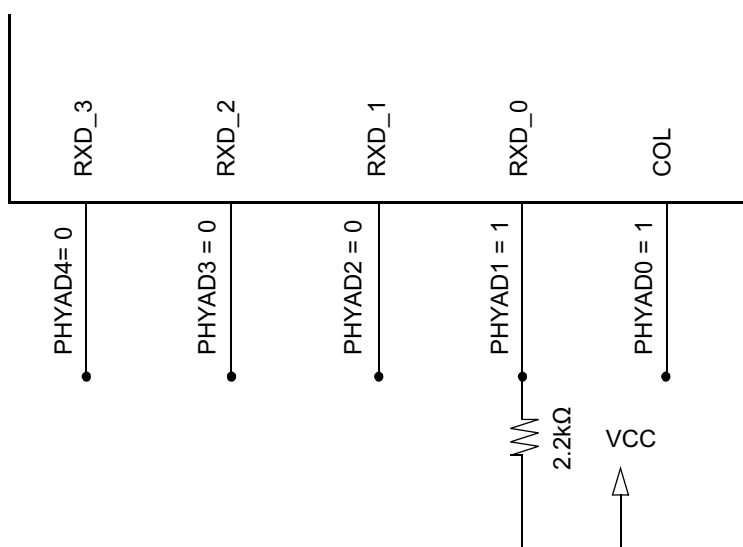 RXD_3
RXD_2
RXD_1
RXD_0
COL
PHYAD4= 0
PHYAD3 = 0
PHYAD2 = 0
PHYAD1 = 1
PHYAD0 = 1
2.2kΩ
VCC